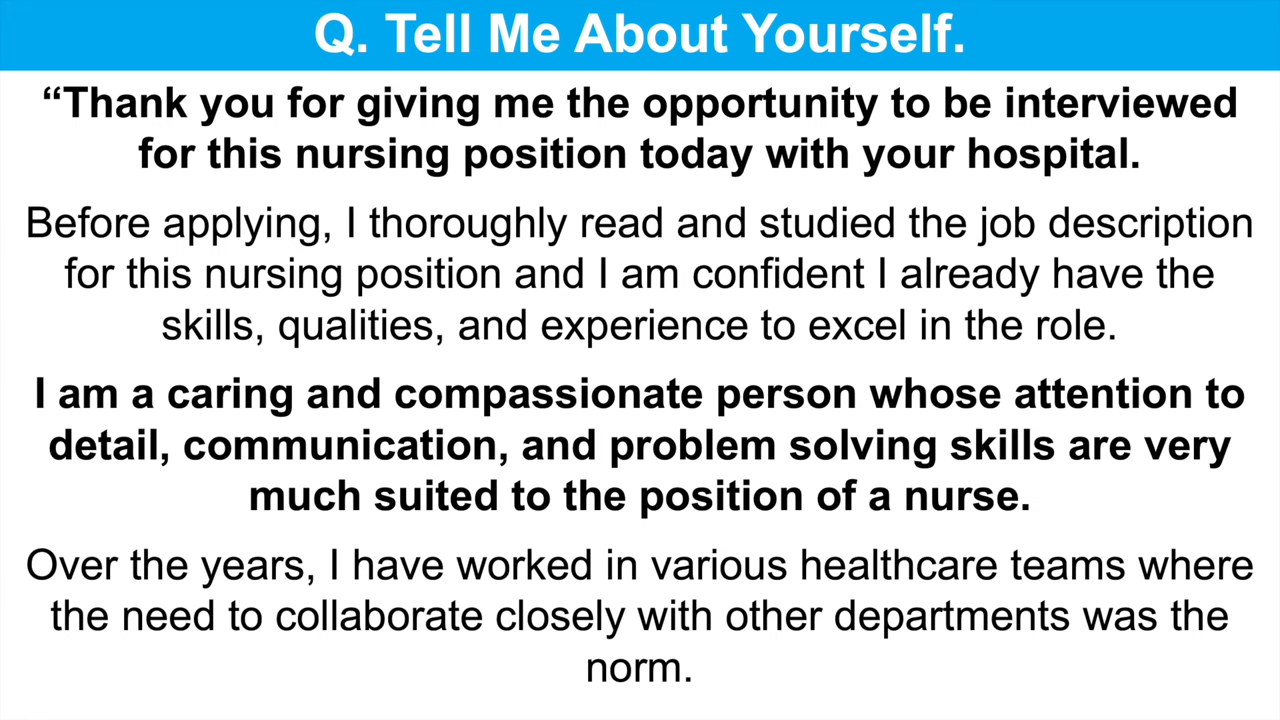 Q. Tell Me About Yourself.
“Thank you for giving me the opportunity to be interviewed
for this nursing position today with your hospital.
Before applying, I thoroughly read and studied the job description
for this nursing position and I am confident I already have the
skills, qualities, and experience to excel in the role.
I am a caring and compassionate person whose attention to
detail, communication, and problem solving skills are very
much suited to the position of a nurse.
Over the years, I have worked in various healthcare teams where
the need to collaborate closely with other departments was the
norm.